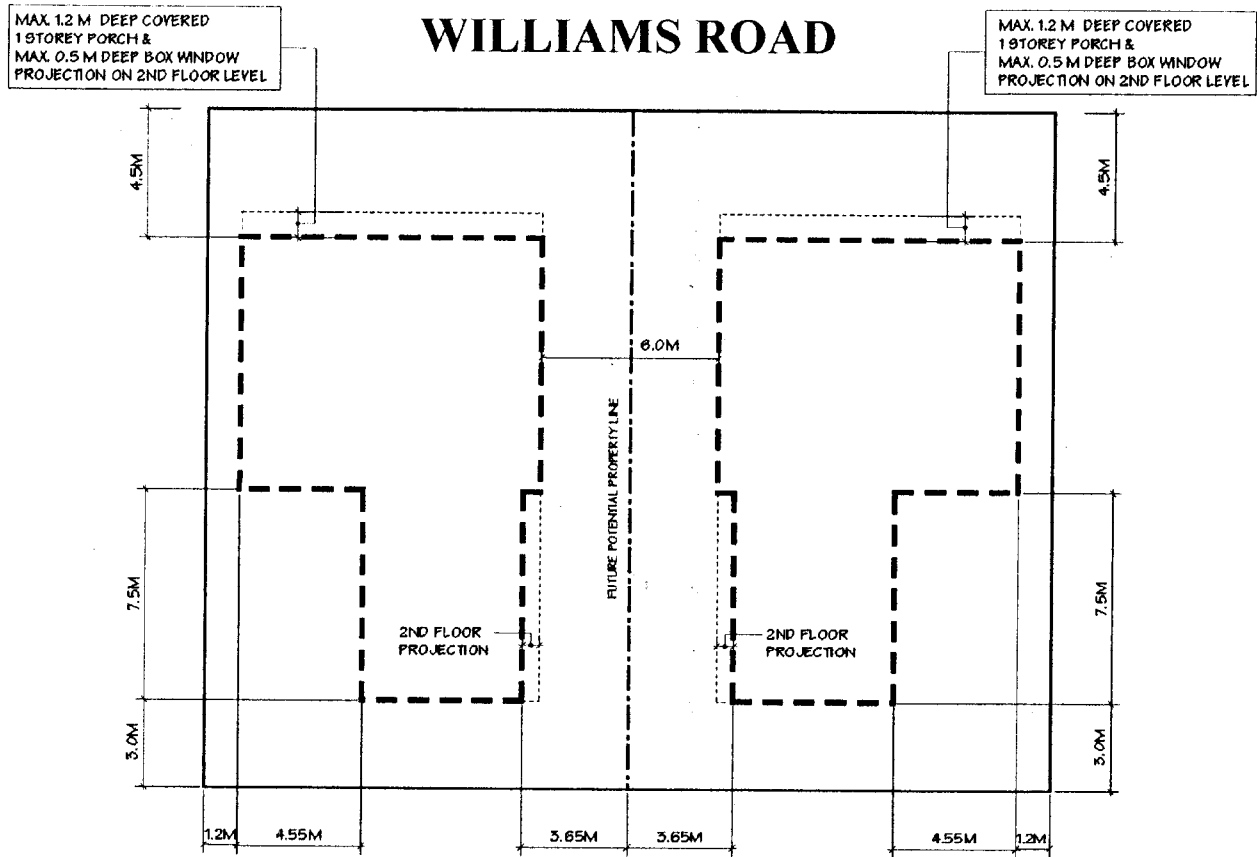 MAX. 1.2 M DEEP COVERED
1 STOREY PORCH &
MAX. 0.5 M DEEP BOX WINDOW
PROJECTION ON 2ND FLOOR LEVEL
WILLIAMS ROAD
MAX. 1.2 M DEEP COVERED
1 STOREY PORCH &
MAX. 0.5 M DEEP BOX WINDOW
PROJECTION ON 2ND FLOOR LEVEL
4.5M
4.5M
6.0M
FUTURE POTENTIAL PROPERTY LINE
7.5M
7.5M
2ND FLOOR
PROJECTION
2ND FLOOR
PROJECTION
3.0M
3.0M
1.2M
4.55M
3.65M
3.65M
4.55M
1.2M